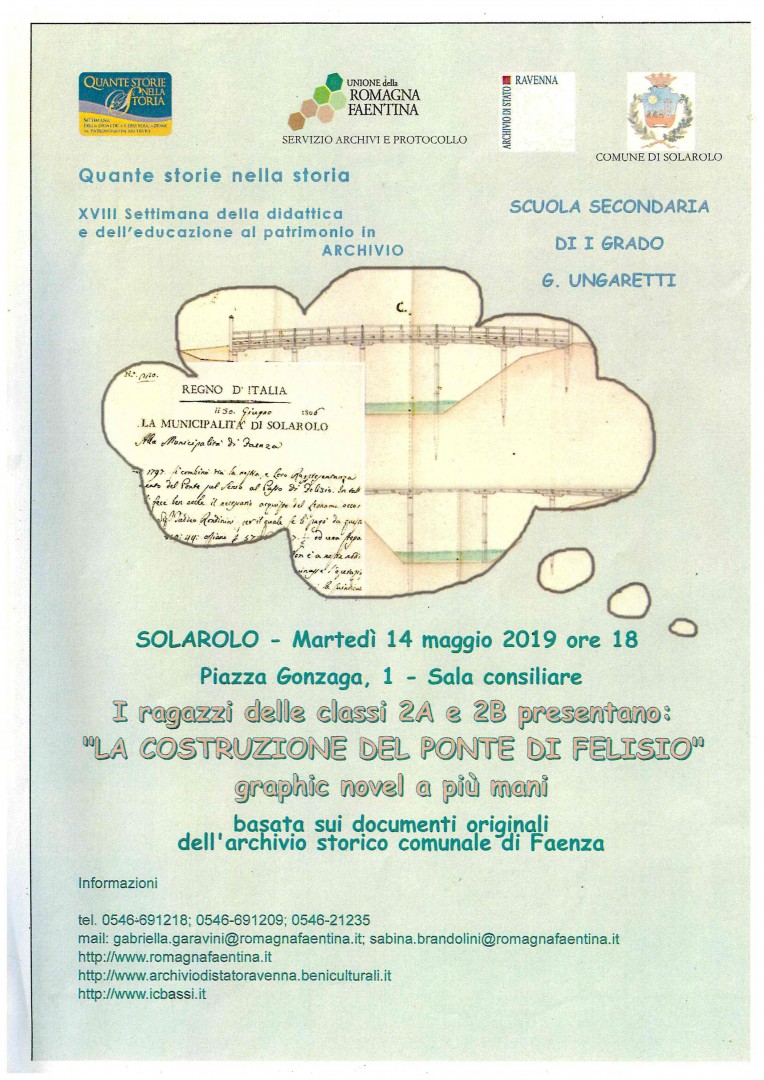 QUANTE STORIE
NELLA
STORIA
UNIONE della
ROMAGNA
FAENTINA
SERVIZIO ARCHIVI E PROTOCOLLO
ARCHIVIO DI STATO
RAVENNA
COMUNE DI SOLAROLO
Quante storie nella storia
XVIII Settimana della didattica
e dell'educazione al patrimonio in
ARCHIVIO
SCUOLA SECONDARIA
DI I GRADO
G. UNGARETTI
C.
REGNO D'ITALIA
li 30. Giugno 1806
LA MUNICIPALITA' DI SOLAROLO
Alla Municipalità di Faenza
SOLAROLO - Martedì 14 maggio 2019 ore 18
Piazza Gonzaga, 1 - Sala consiliare
I ragazzi delle classi 2A e 2B presentano:
"LA COSTRUZIONE DEL PONTE DI FELISIO"
graphic novel a più mani
basata sui documenti originali
dell'archivio storico comunale di Faenza
Informazioni
tel. 0546-691218; 0546-691209; 0546-21235
mail: gabriella.garavini@romagnafaentina.it; sabina.brandolini@romagnafaentina.it
http://www.romagnafaentina.it
http://www.archiviodistatoravenna.beniculturali.it
http://www.icbassi.it